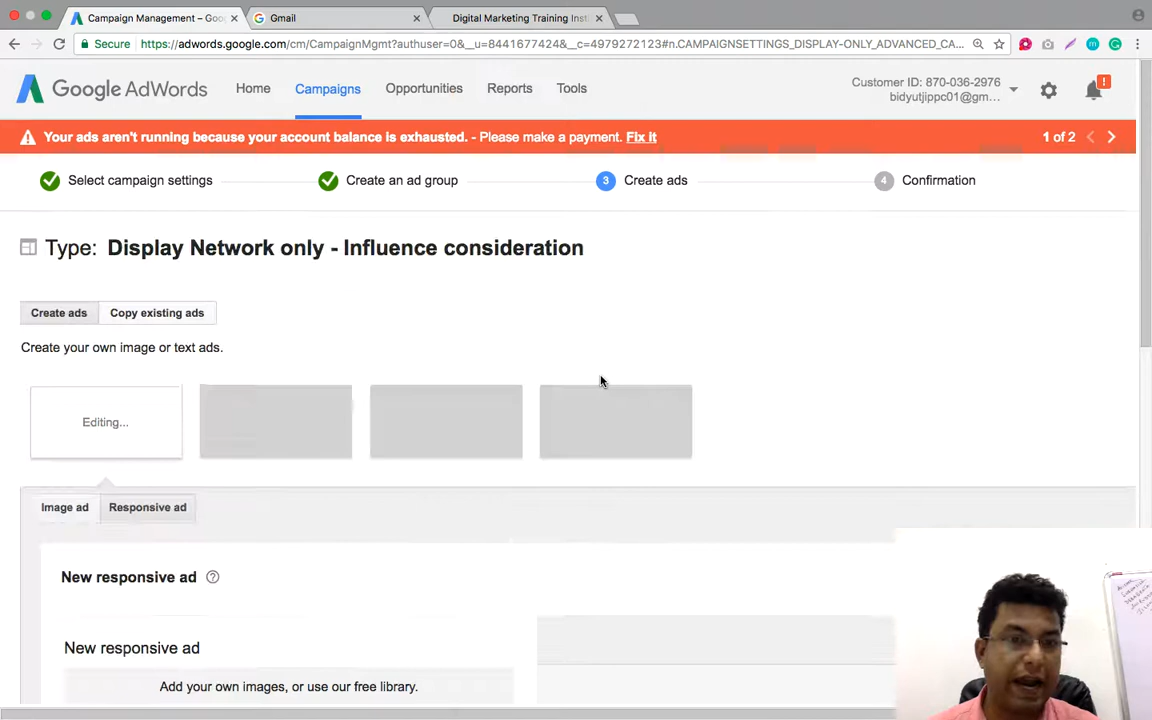 Campaign Management – Goo
Gmail
Digital Marketing Training Inst
Secure
https://adwords.google.com/cm/CampaignMgmt?authuser=0&__u=8441677424&__c=4979272123#n.CAMPAIGNSETTINGS_DISPLAY-ONLY_ADVANCED_CA...
Google AdWords
Home
Campaigns
Opportunities
Reports
Tools
Customer ID: 870-036-2976
bidyutjippc01@gm...
Your ads aren't running because your account balance is exhausted. - Please make a payment. Fix it
1 of 2
Select campaign settings
Create an ad group
3 Create ads
4 Confirmation
Type: Display Network only - Influence consideration
Create ads
Copy existing ads
Create your own image or text ads.
Editing...
Image ad
Responsive ad
New responsive ad ?
New responsive ad
Add your own images, or use our free library.